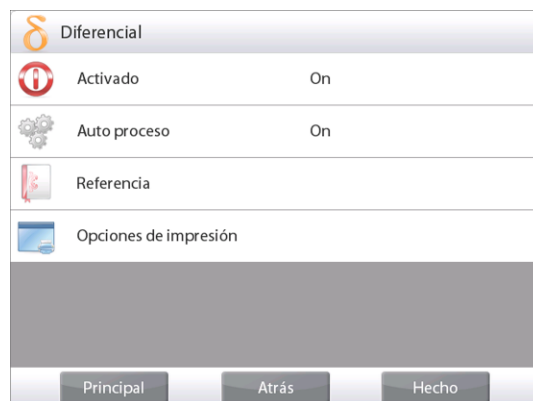 δ Diferencial
Activado On
Auto proceso On
Referencia
Opciones de impresión
Principal Atrás Hecho